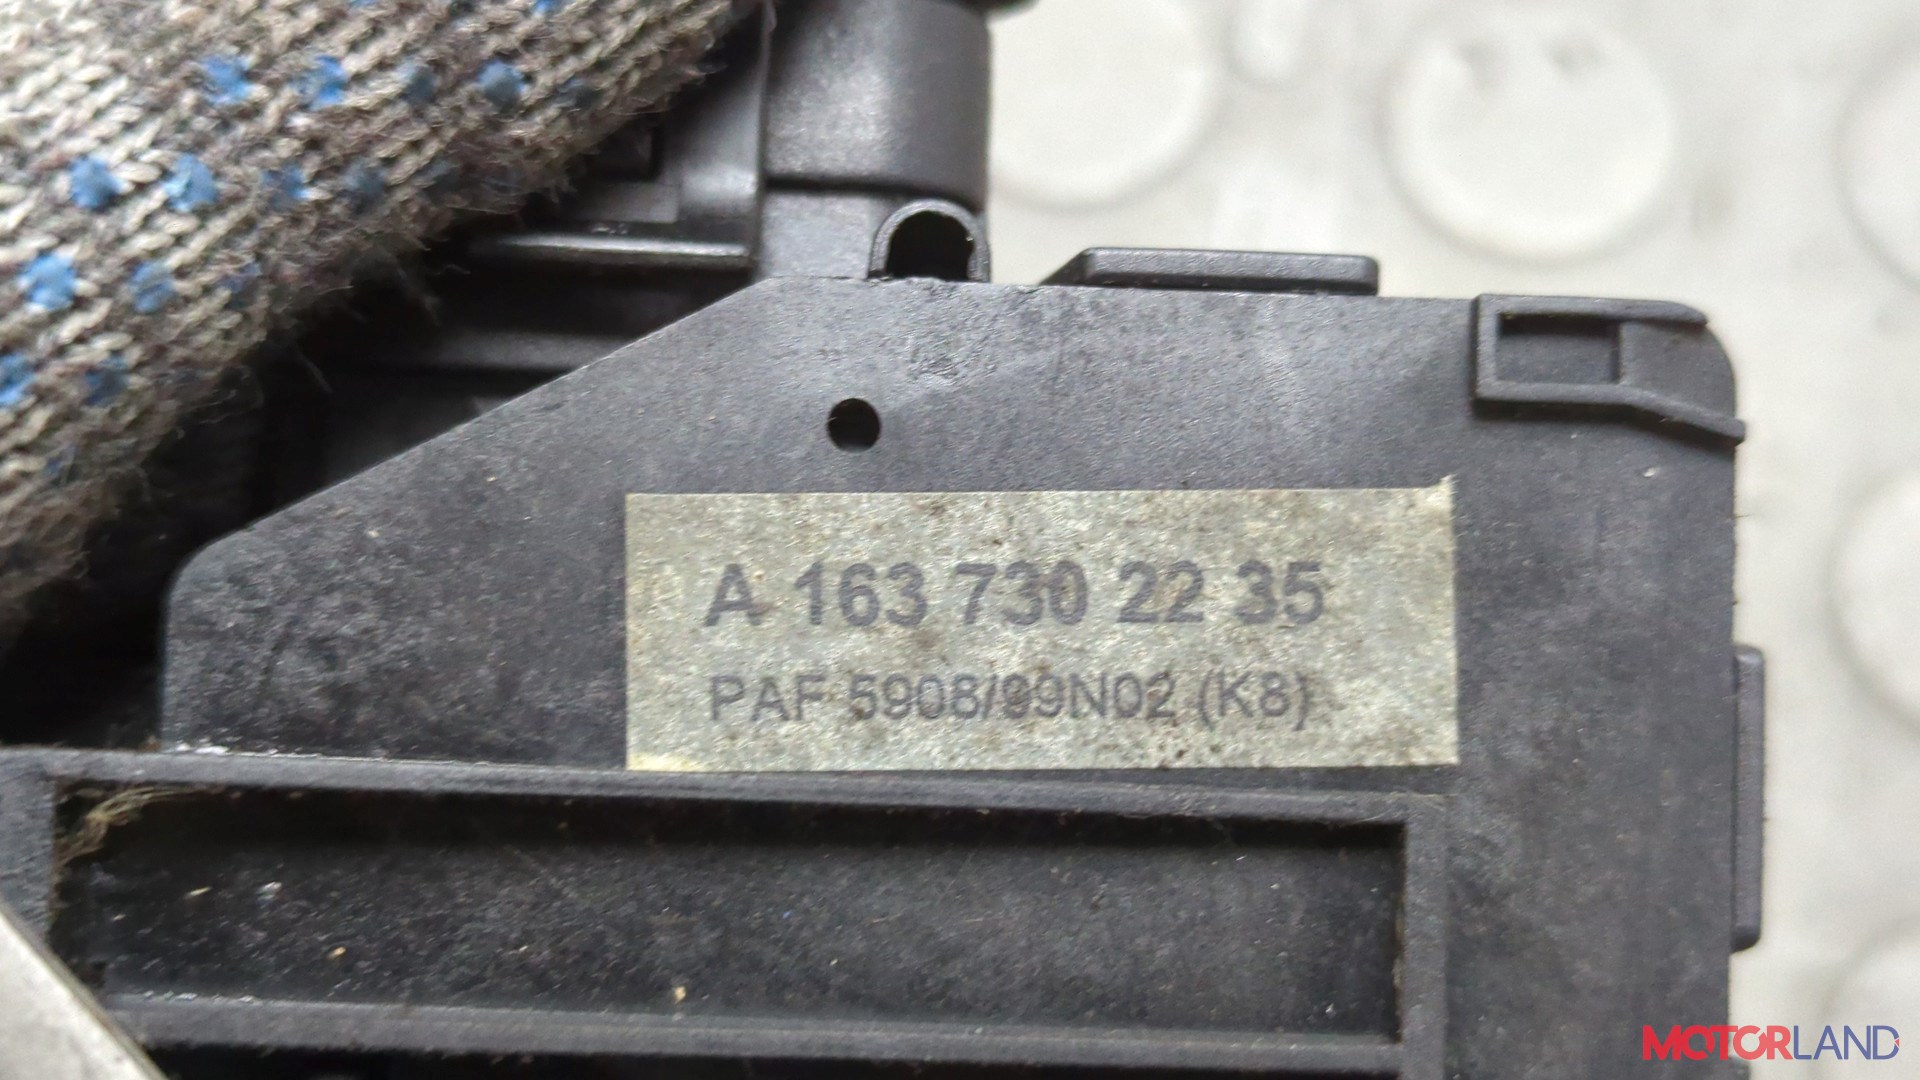 A 163 730 22 35
PAF 5908/99N02 (K8)
MOTORLAND